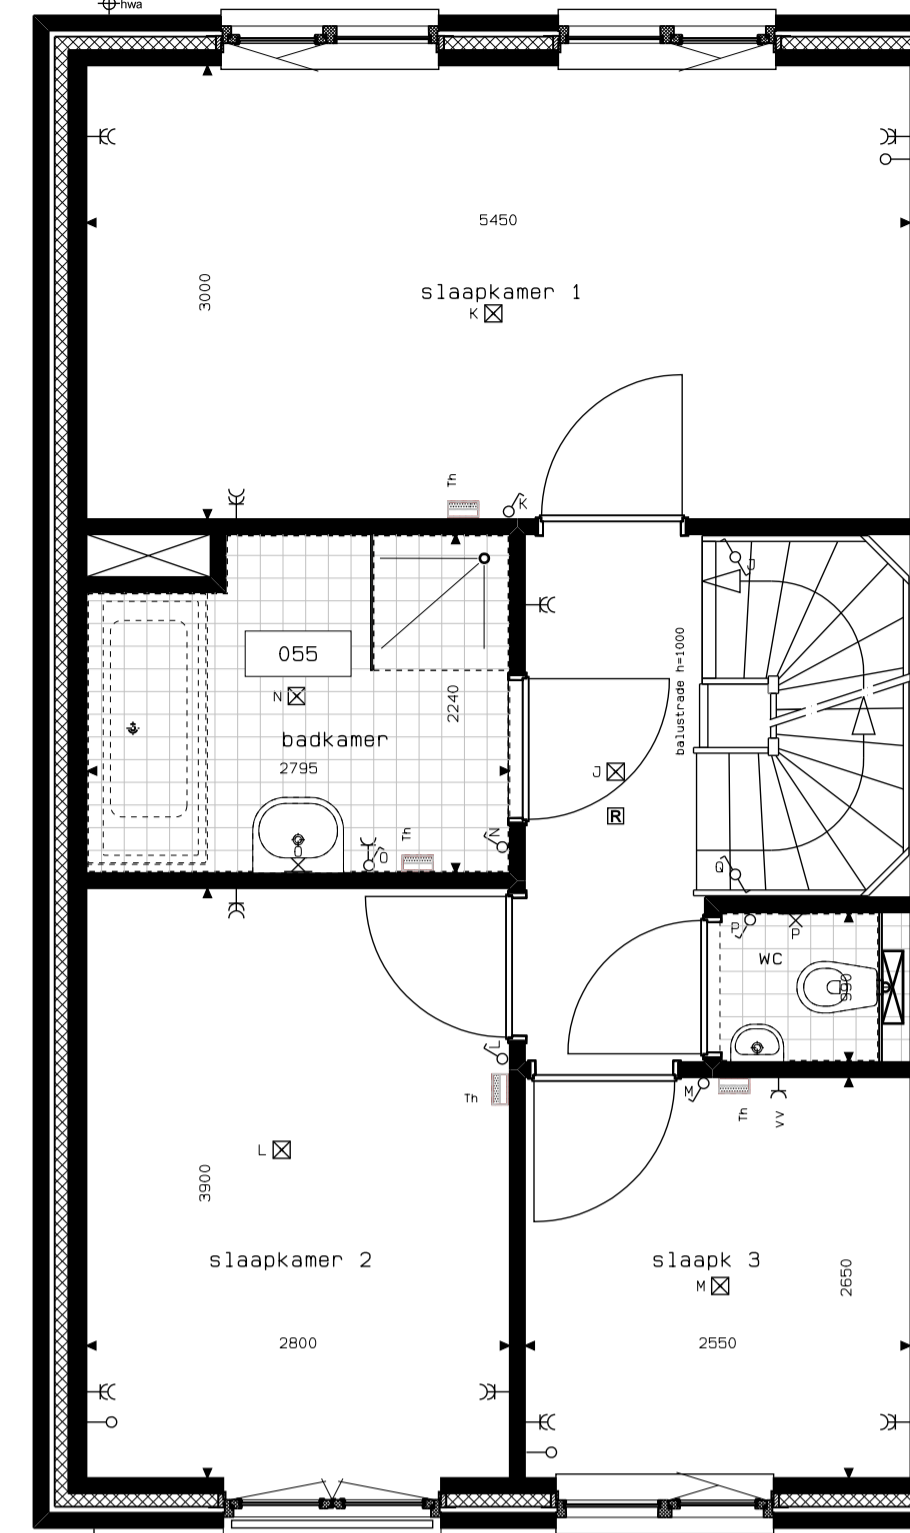 hwa
5450
3000
slaapkamer 1
K
Th
K
J
055
N
2240
badkamer
2795
balustrade h=1000
J
R
Th
N
O
O
Q
P
P
WC
990
L
Th
M
Th
VV
L
3900
slaapkamer 2
slaapk 3
M
2650
2800
2550